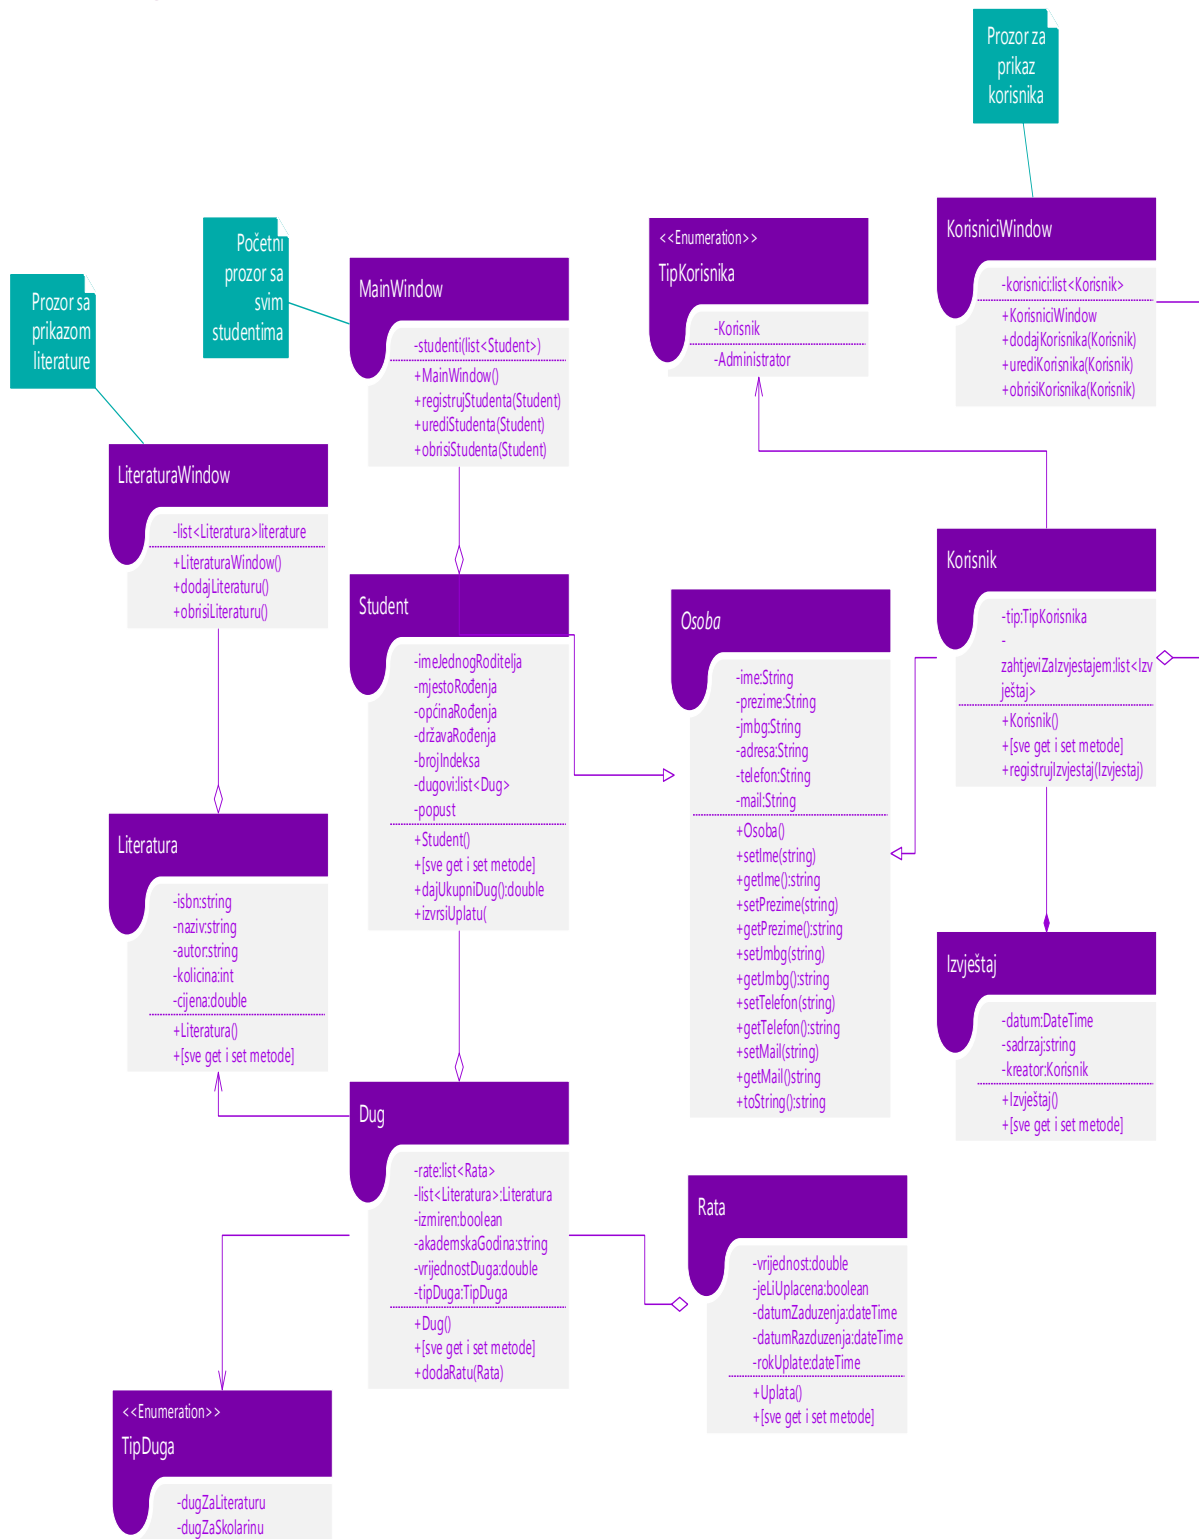 Prozor za
prikaz
korisnika
KorisniciWindow
-korisnici:list<Korisnik>
+KorisniciWindow
+dodajKorisnika(Korisnik)
+urediKorisnika(Korisnik)
+obrisiKorisnika(Korisnik)
<<Enumeration>>
TipKorisnika
-Korisnik
-Administrator
Početni
prozor sa
svim
studentima
MainWindow
-studenti(list<Student>)
+MainWindow()
+registrujStudenta(Student)
+urediStudenta(Student)
+obrisiStudenta(Student)
Prozor sa
prikazom
literature
LiteraturaWindow
-list<Literatura>literature
+LiteraturaWindow()
+dodajLiteraturu()
+obrisiLiteraturu()
Student
-imeJednogRoditelja
-mjestoRođenja
-općinaRođenja
-državaRođenja
-brojIndeksa
-dugovi:list<Dug>
-popust
+Student()
+[sve get i set metode]
+dajUkupniDug():double
+izvrsiUplatu(
Osoba
-ime:String
-prezime:String
-jmbg:String
-adresa:String
-telefon:String
-mail:String
+Osoba()
+setIme(string)
+getIme():string
+setPrezime(string)
+getPrezime():string
+setJmbg(string)
+getJmbg():string
+setTelefon(string)
+getTelefon():string
+setMail(string)
+getMail()string
+toString():string
Korisnik
-tip:TipKorisnika
-
zahtjeviZaIzvjestajem:list<Izv
ještaj>
+Korisnik()
+[sve get i set metode]
+registrujIzvjestaj(Izvjestaj)
Literatura
-isbn:string
-naziv:string
-autor:string
-kolicina:int
-cijena:double
+Literatura()
+[sve get i set metode]
Izvještaj
-datum:DateTime
-sadrzaj:string
-kreator:Korisnik
+Izvještaj()
+[sve get i set metode]
Dug
-rate:list<Rata>
-list<Literatura>:Literatura
-izmiren:boolean
-akademskaGodina:string
-vrijednostDuga:double
-tipDuga:TipDuga
+Dug()
+[sve get i set metode]
+dodaRatu(Rata)
Rata
-vrijednost:double
-jeLiUplacena:boolean
-datumZaduzenja:dateTime
-datumRazduzenja:dateTime
-rokUplate:dateTime
+Uplata()
+[sve get i set metode]
<<Enumeration>>
TipDuga
-dugZaLiteraturu
-dugZaSkolarinu